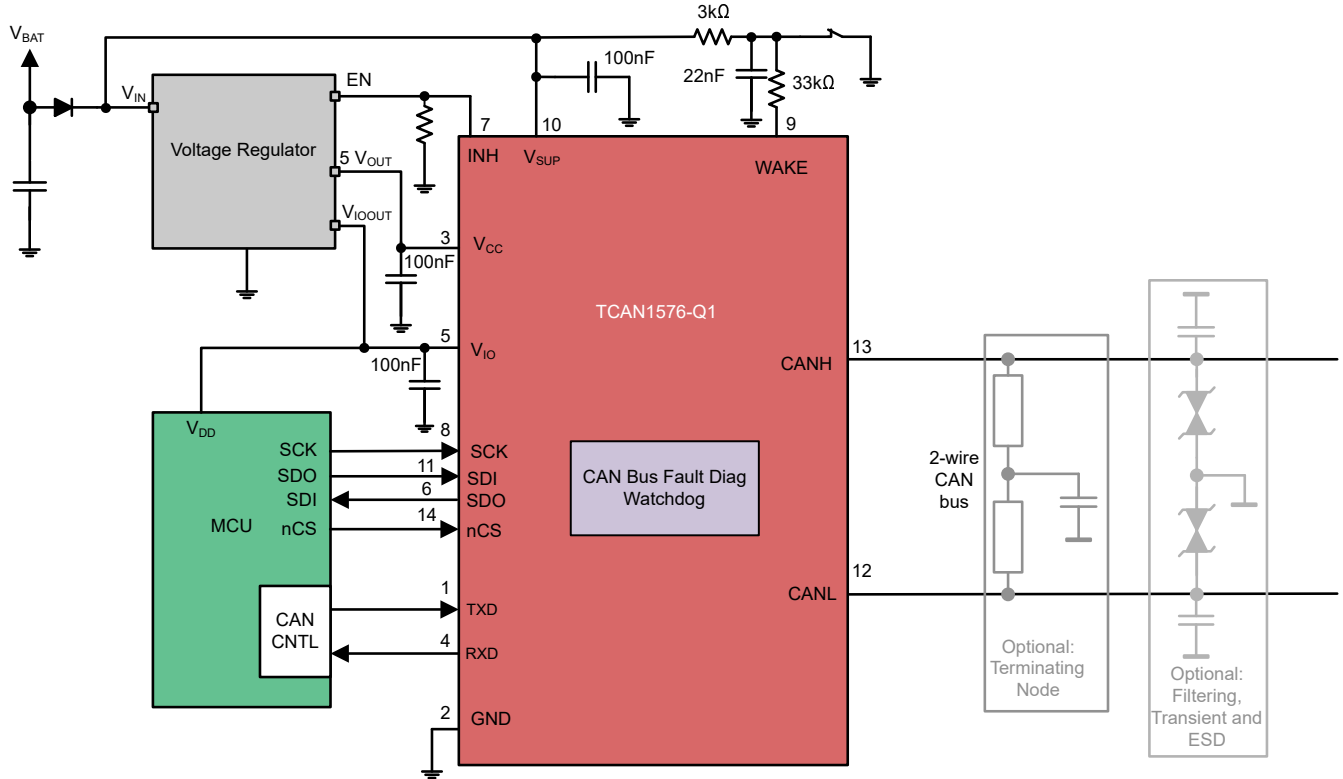 VBAT
3kΩ
100nF
22nF
33kΩ
VIN
EN
7
10
9
Voltage Regulator
INH
VSUP
WAKE
5 VOUT
VIOOUT
3
VCC
100nF
TCAN1576-Q1
5
VIO
100nF
13
CANH
VDD
8
SCK
SCK
SDO
11
SDI
SDI
6
SDO
MCU
nCS
14
nCS
CAN Bus Fault Diag
Watchdog
2-wire
CAN
bus
12
CANL
CAN
CNTL
1
TXD
4
RXD
2
GND
Optional:
Terminating
Node
Optional:
Filtering,
Transient and
ESD